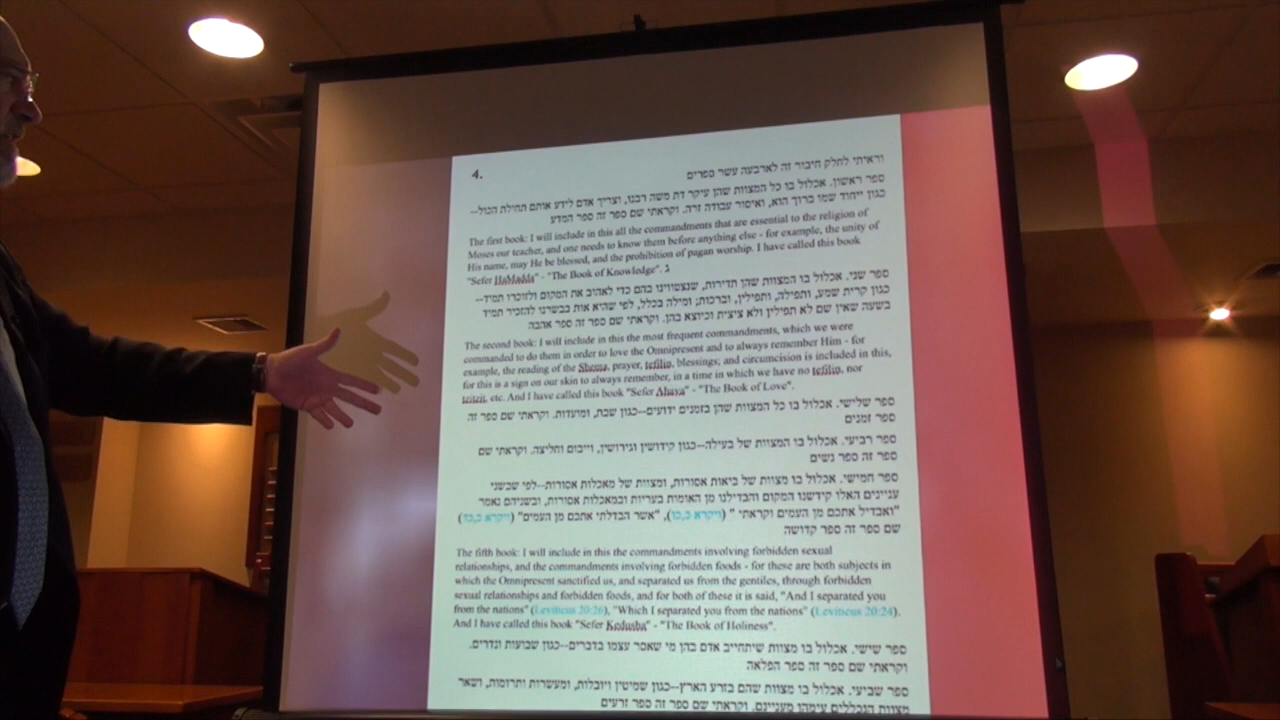 4.
וראיתי לחלק חיבור זה לארבעה עשר ספרים
ספר ראשון. אכלול בו כל המצוות שהן עיקר דת משה רבנו, וצריך אדם לידע אותם תחילת הכול--
כגון ייחוד שמו ברוך הוא, ואיסור עבודה זרה. וקראתי שם ספר זה ספר המדע
The first book: I will include in this all the commandments that are essential to the religion of
Moses our teacher, and one needs to know them before anything else - for example, the unity of
His name, may He be blessed, and the prohibition of pagan worship. I have called this book
"Sefer HaMadda" - "The Book of Knowledge". ג
ספר שני. אכלול בו המצוות שהן תדירות, שנצטווינו בהם כדי לאהוב את המקום ולזוכרו תמיד--
כגון קרית שמע, ותפילה, ותפילין, וברכות; ומילה בכלל, לפי שהיא אות בבשרנו להזכיר תמיד
בשעה שאין שם לא תפילין ולא ציצית וכיוצא בהן. וקראתי שם ספר זה ספר אהבה
The second book: I will include in this the most frequent commandments, which we were
commanded to do them in order to love the Omnipresent and to always remember Him - for
example, the reading of the Shema, prayer, tefilin, blessings; and circumcision is included in this,
for this is a sign on our skin to always remember, in a time in which we have no tefilin, nor
tzitzit, etc. And I have called this book "Sefer Ahava" - "The Book of Love".
ספר שלישי. אכלול בו כל המצוות שהן בזמנים ידועים--כגון שבת, ומועדות. וקראתי שם ספר זה
ספר זמנים
ספר רביעי. אכלול בו המצוות של בעילה--כגון קידושין וגירושין, וייבום וחליצה. וקראתי שם
ספר זה ספר נשים
ספר חמישי. אכלול בו מצוות של ביאות אסורות, ומצוות של מאכלות אסורות--לפי שבשני
עניינים האלו קידשנו המקום והבדילנו מן האומות בעריות ובמאכלות אסורות, ובשניהם נאמר
"ואבדיל אתכם מן העמים וקראתי " (ויקרא כ,כו), "אשר הבדלתי אתכם מן העמים" (ויקרא כ,כד)
שם ספר זה ספר קדושה
The fifth book: I will include in this the commandments involving forbidden sexual
relationships, and the commandments involving forbidden foods - for these are both subjects in
which the Omnipresent sanctified us, and separated us from the gentiles, through forbidden
sexual relationships and forbidden foods, and for both of these it is said, "And I separated you
from the nations" (Leviticus 20:26), "Which I separated you from the nations" (Leviticus 20:24).
And I have called this book "Sefer Kedusha" - "The Book of Holiness".
ספר שישי. אכלול בו מצוות שיתחייב אדם בהן מי שאסר עצמו בדברים--כגון שבועות ונדרים.
וקראתי שם ספר זה ספר הפלאה
ספר שביעי. אכלול בו מצוות שהם בזרע הארץ--כגון שמיטין ויובלות, ומעשרות ותרומות, ושאר
מצוות הנכללים עימהן מעניינם. וקראתי שם ספר זה ספר זרעים